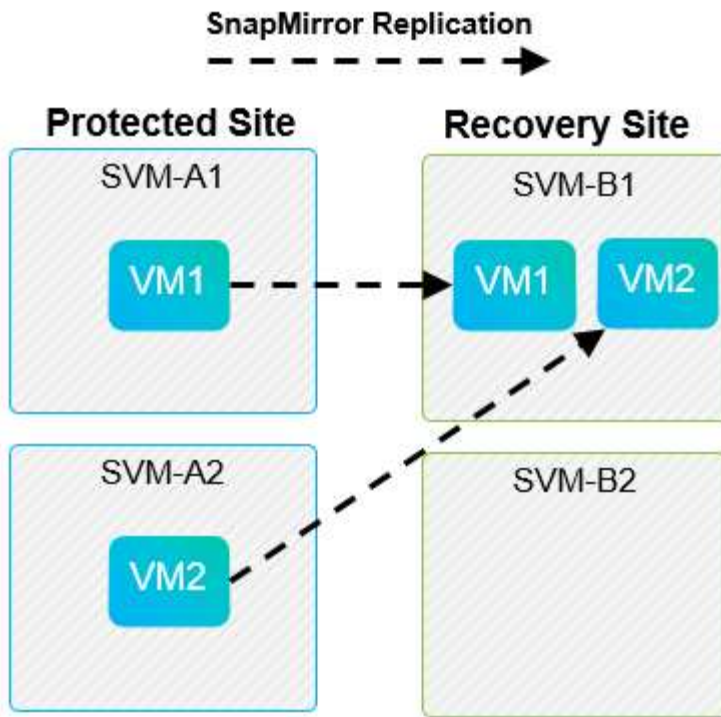 SnapMirror Replication
Protected Site
Recovery Site
SVM-A1
SVM-B1
VM1
VM1
VM2
SVM-A2
SVM-B2
VM2